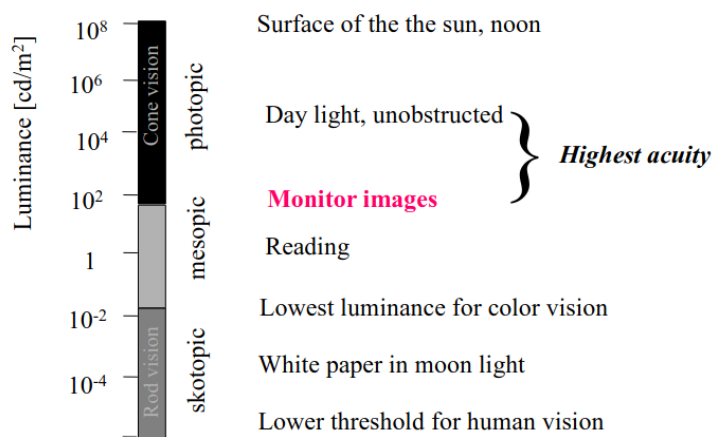 Luminance [cd/m²]
10⁸
10⁶
10⁴
10²
1
10⁻²
10⁻⁴
Cone vision
Rod vision
photopic
mesopic
skotopic
Surface of the the sun, noon
Day light, unobstructed
Highest acuity
Monitor images
Reading
Lowest luminance for color vision
White paper in moon light
Lower threshold for human vision